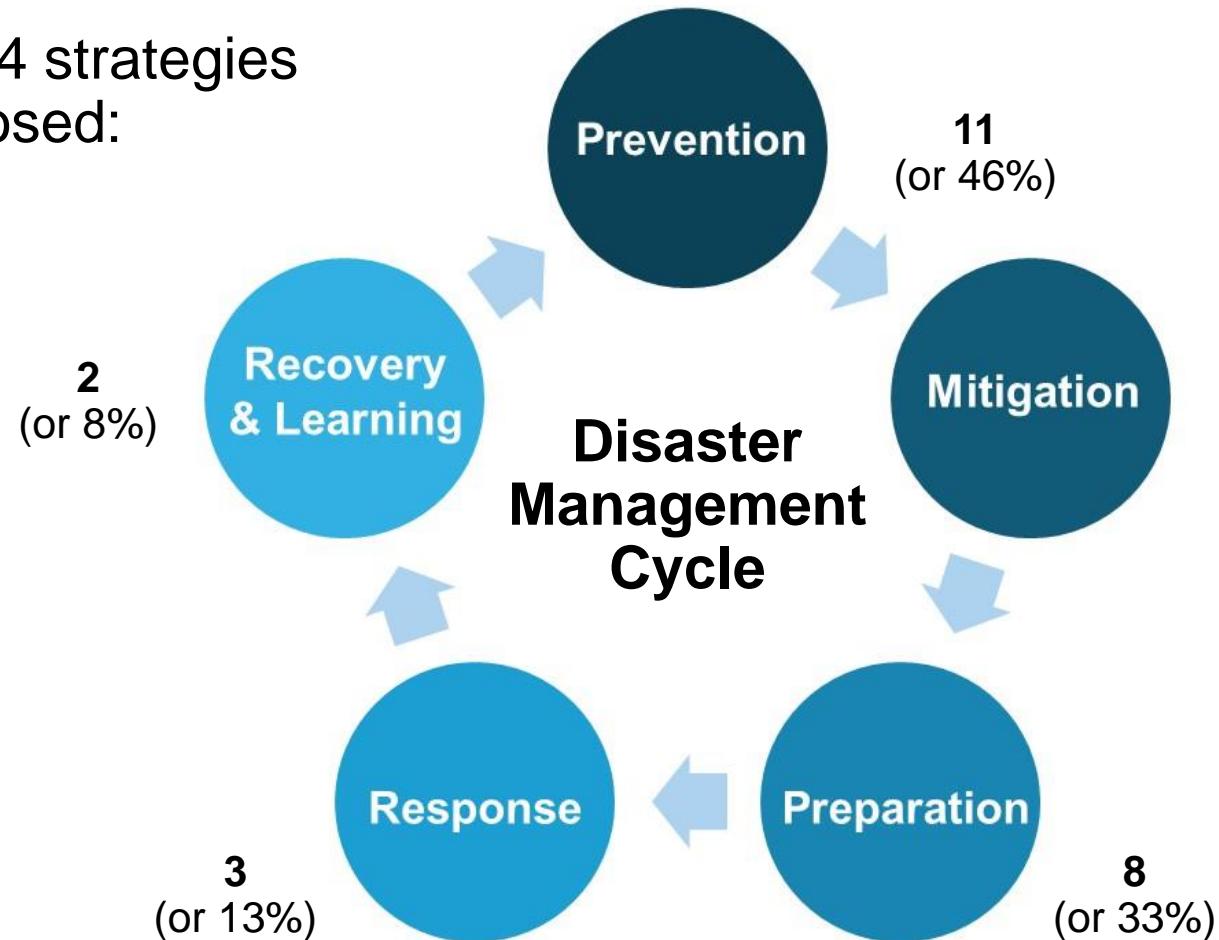 4 strategies
osed:
Prevention
11
(or 46%)
Mitigation
Recovery
& Learning
2
(or 8%)
Disaster
Management
Cycle
Response
3
(or 13%)
Preparation
8
(or 33%)